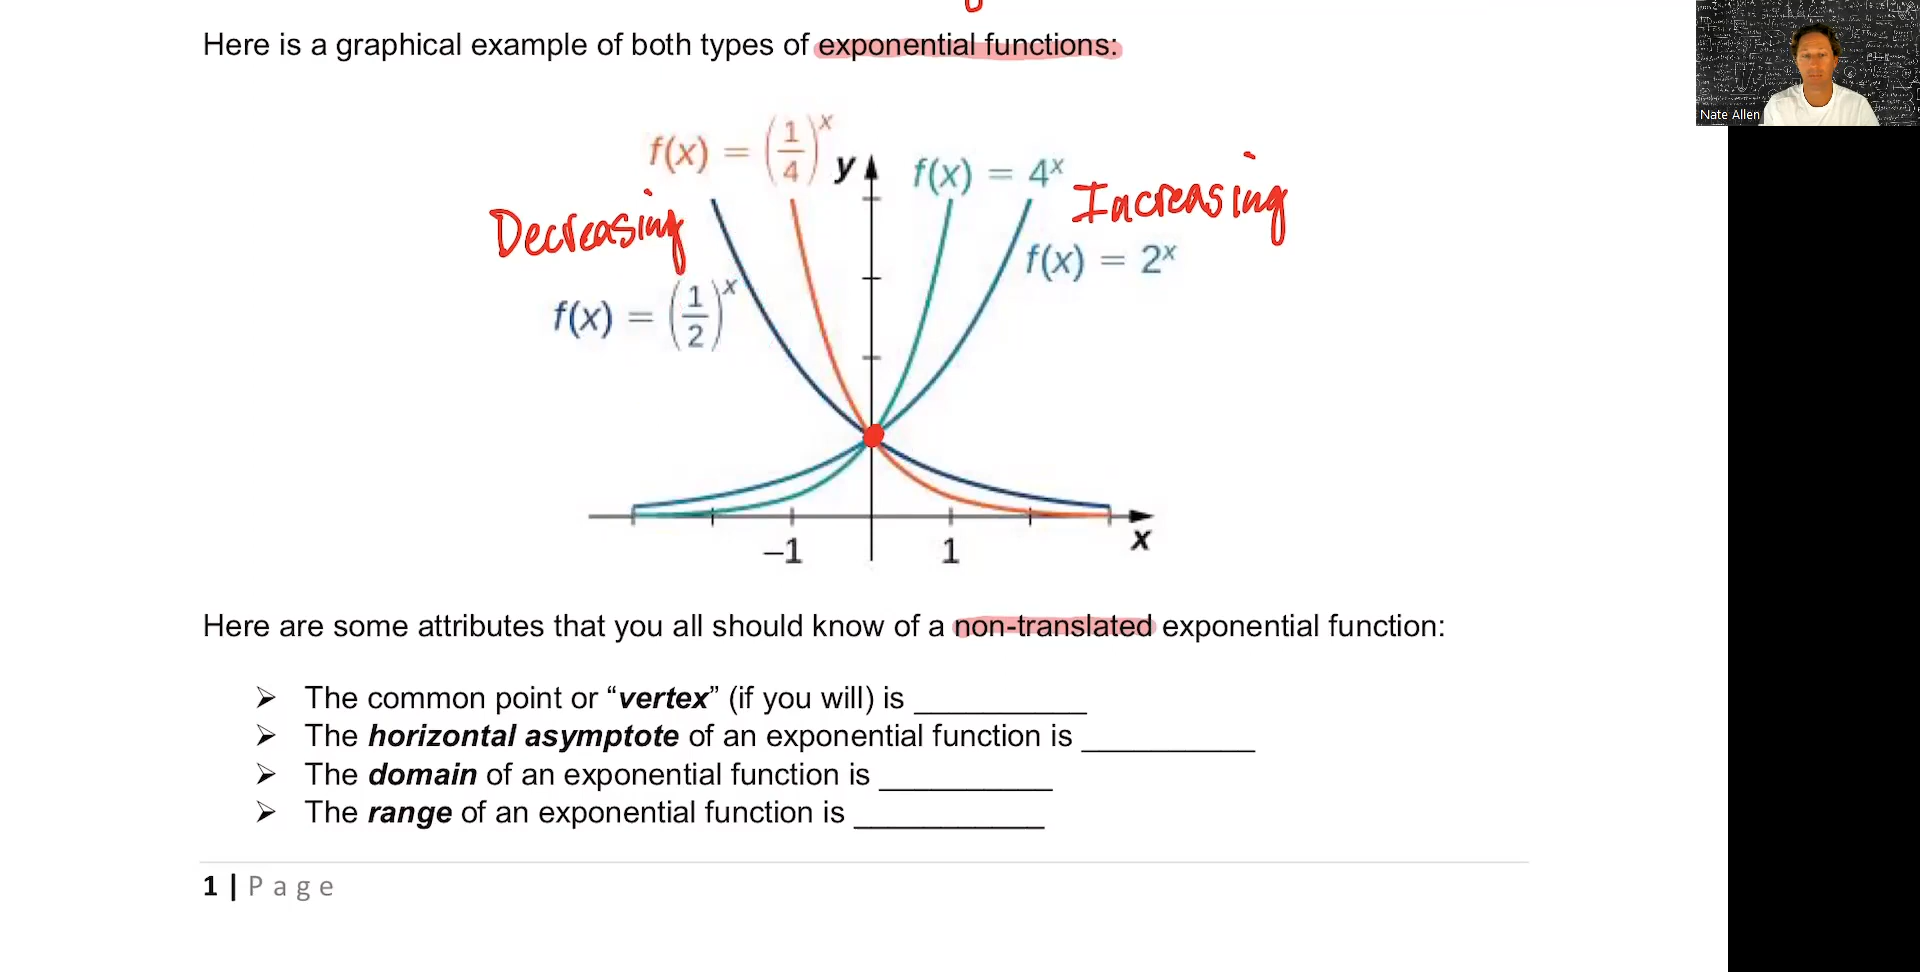 Here is a graphical example of both types of exponential functions:
f(x) = (1/4)^x
y
f(x) = 4^x
Decreasing
Increasing
f(x) = 2^x
f(x) = (1/2)^x
–1
1
x
Here are some attributes that you all should know of a non-translated exponential function:
➢ The common point or “vertex” (if you will) is __________
➢ The horizontal asymptote of an exponential function is __________
➢ The domain of an exponential function is __________
➢ The range of an exponential function is ___________
1 | Page
Nate Allen